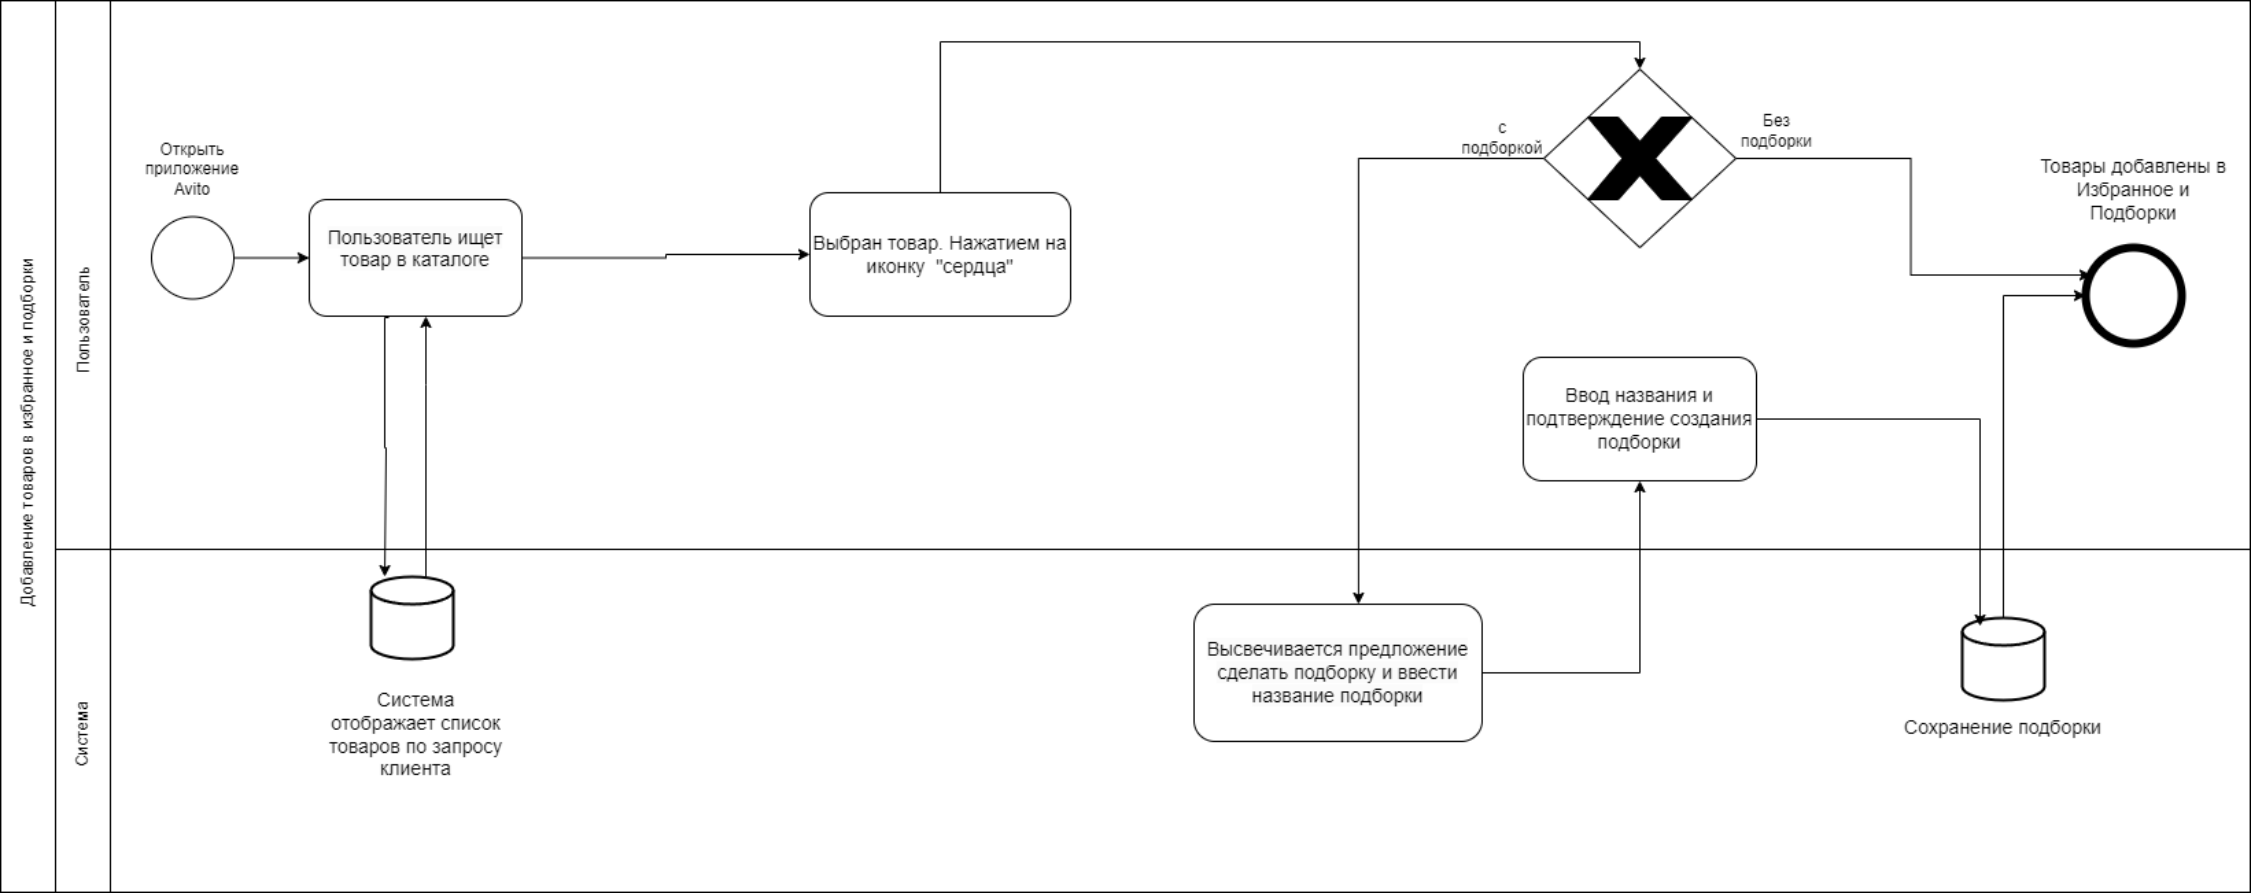 Добавление товаров в избранное и подборки
Пользователь
Система
Открыть
приложение
Avito
Пользователь ищет
товар в каталоге
Выбран товар. Нажатием на
иконку "сердца"
с
подборкой
Без
подборки
Товары добавлены в
Избранное и
Подборки
Ввод названия и
подтверждение создания
подборки
Система
отображает список
товаров по запросу
клиента
Высвечивается предложение
сделать подборку и ввести
название подборки
Сохранение подборки